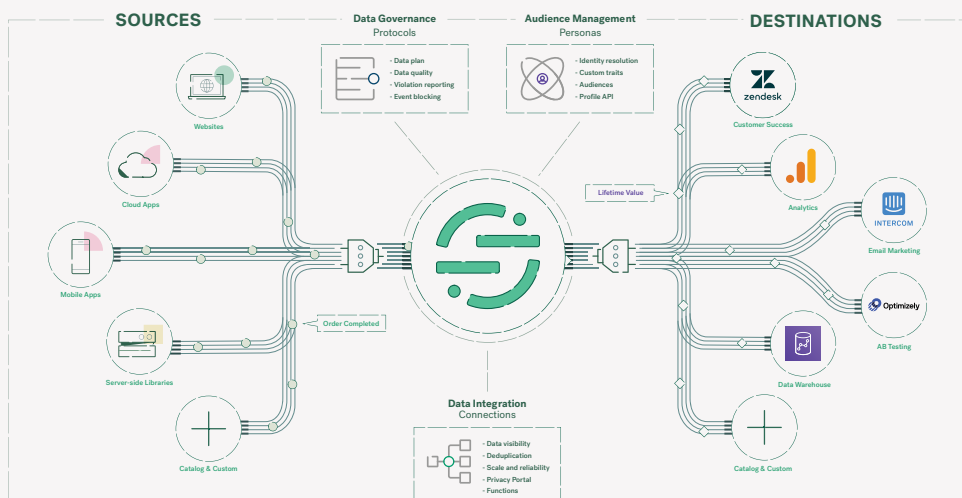 SOURCES
Data Governance
Protocols
- Data plan
- Data quality
- Violation reporting
- Event blocking
Audience Management
Personas
- Identity resolution
- Custom traits
- Audiences
- Profile API
DESTINATIONS
Websites
Cloud Apps
Mobile Apps
Server-side Libraries
Catalog & Custom
Order Completed
Lifetime Value
zendesk
Customer Success
Analytics
INTERCOM
Email Marketing
Optimizely
AB Testing
Data Warehouse
Catalog & Custom
Data Integration
Connections
- Data visibility
- Deduplication
- Scale and reliability
- Privacy Portal
- Functions